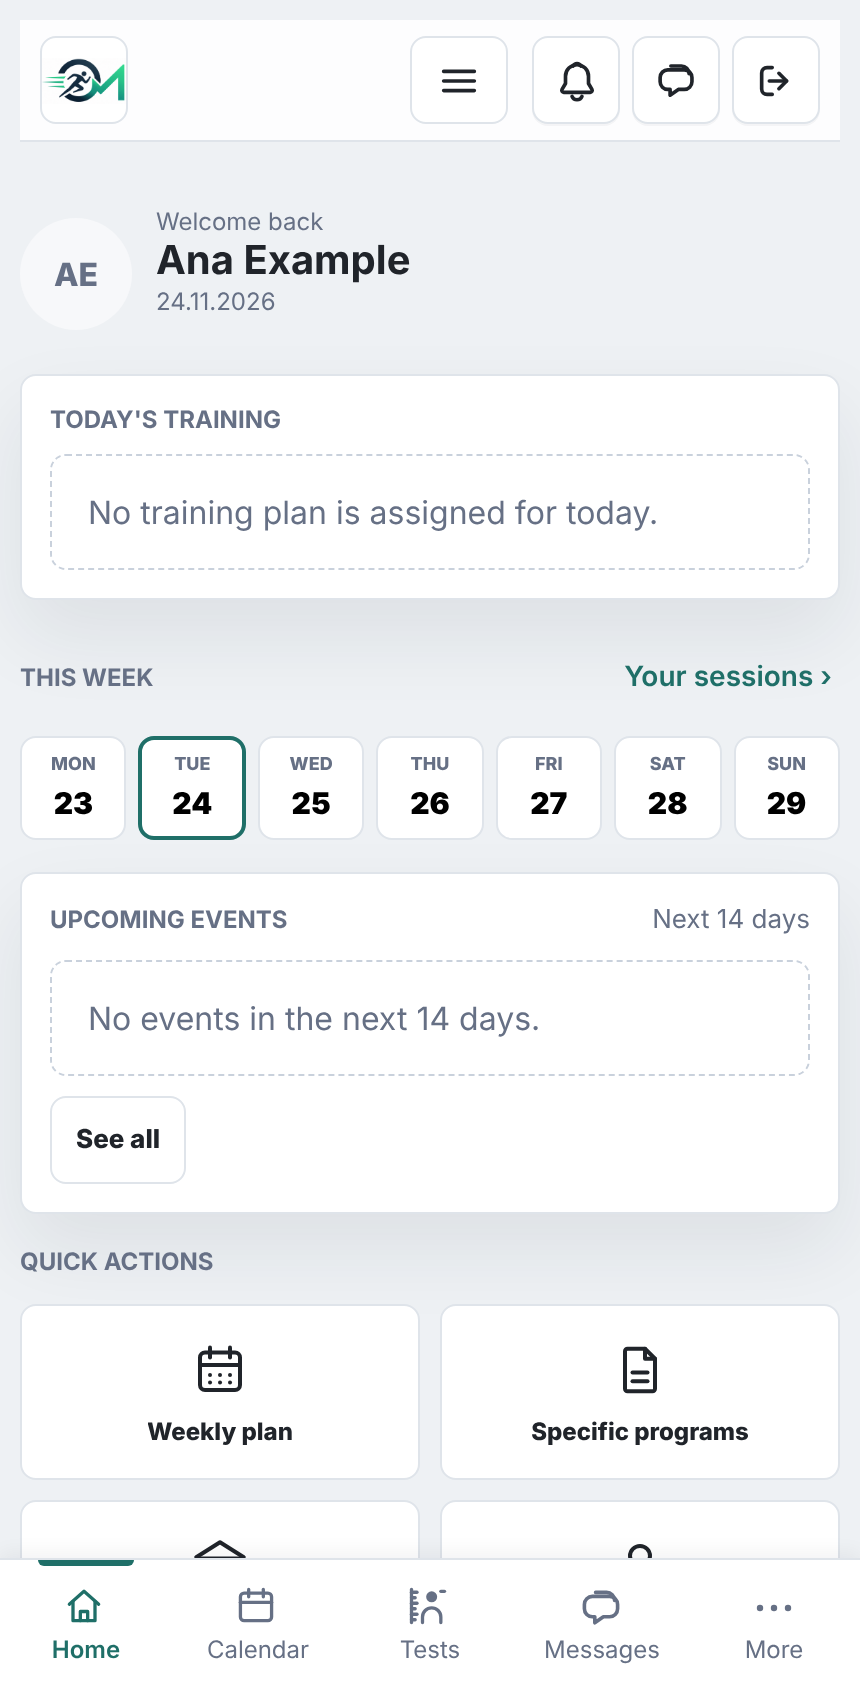 Welcome back
AE
Ana Example
24.11.2026
TODAY'S TRAINING
No training plan is assigned for today.
THIS WEEK
Your sessions ›
MON TUE WED THU FRI SAT SUN
23 24 25 26 27 28 29
UPCOMING EVENTS
Next 14 days
No events in the next 14 days.
See all
QUICK ACTIONS
Weekly plan
Specific programs
Home
Calendar
Tests
Messages
More